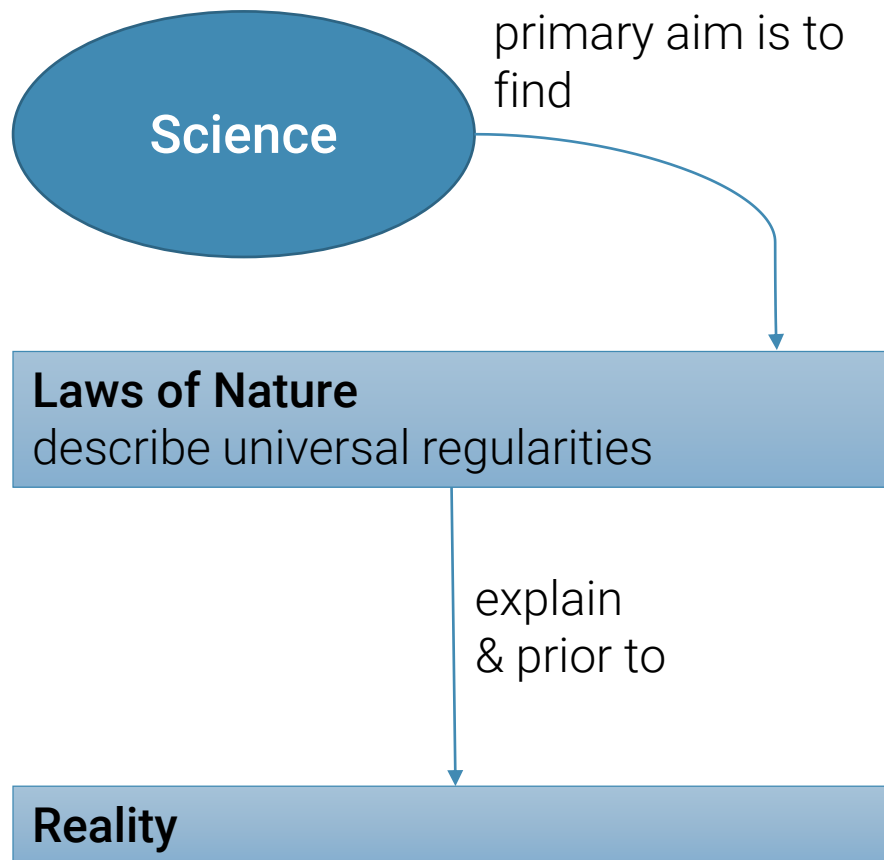 primary aim is to
find
Science
Laws of Nature
describe universal regularities
explain
& prior to
Reality